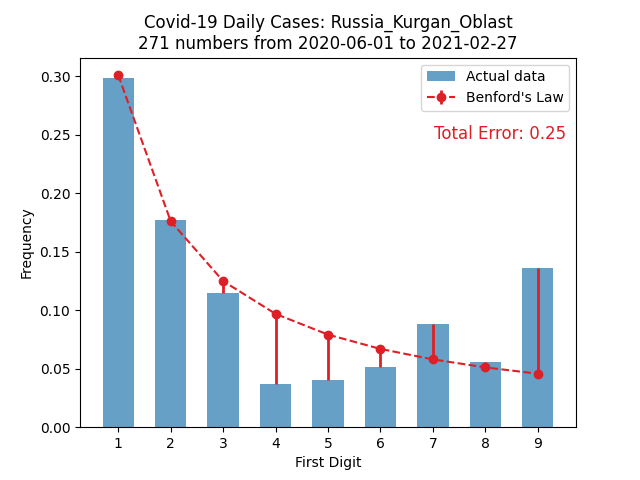 Covid-19 Daily Cases: Russia_Kurgan_Oblast
271 numbers from 2020-06-01 to 2021-02-27
Actual data
Benford's Law
Total Error: 0.25
0.30
0.25
0.20
0.15
0.10
0.05
0.00
Frequency
1 2 3 4 5 6 7 8 9
First Digit